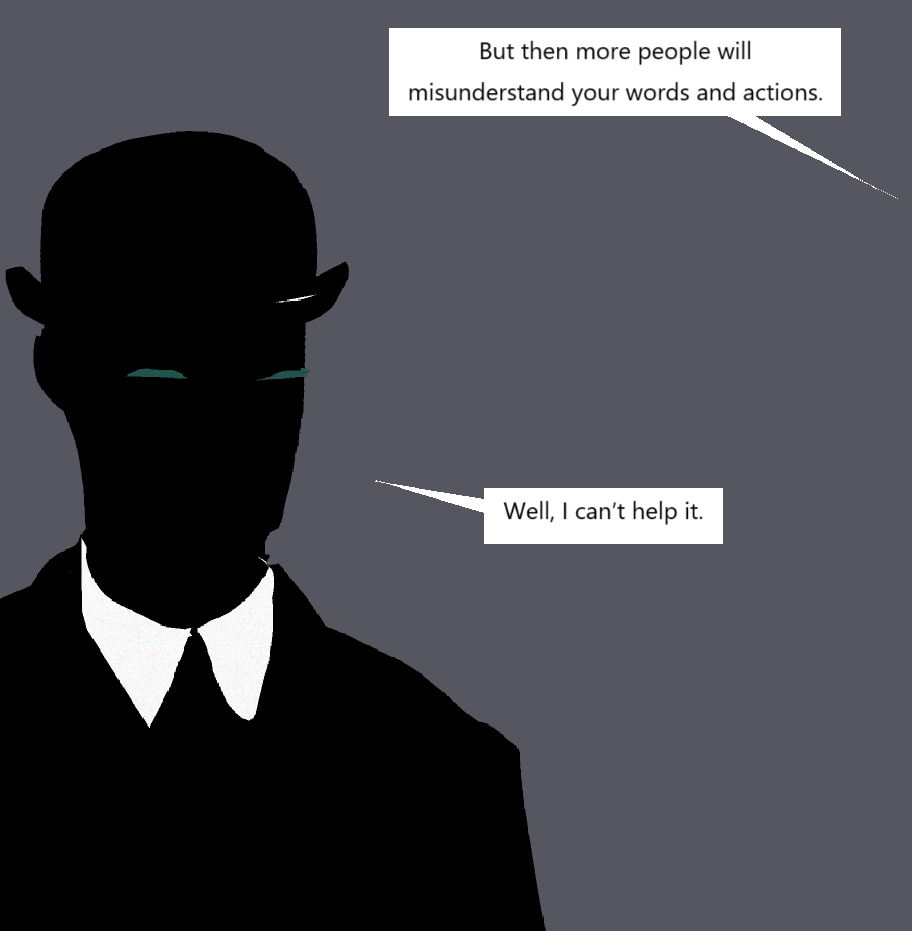 But then more people will
misunderstand your words and actions.
Well, I can’t help it.